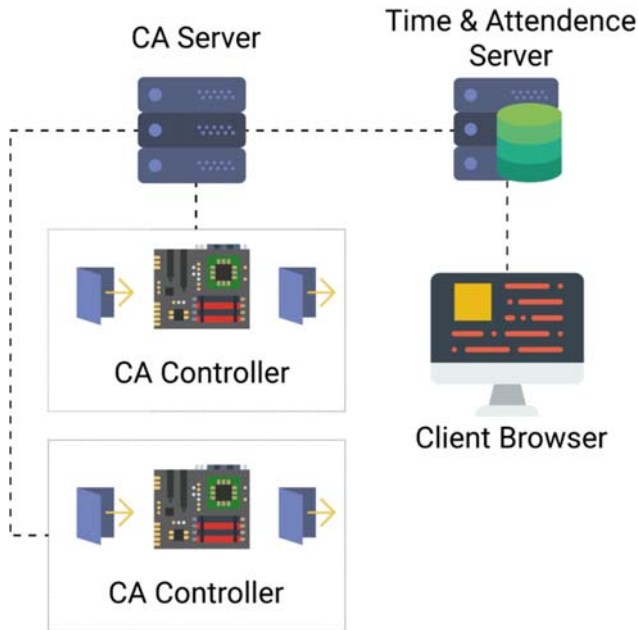 CA Server
Time & Attendence
Server
CA Controller
Client Browser
CA Controller